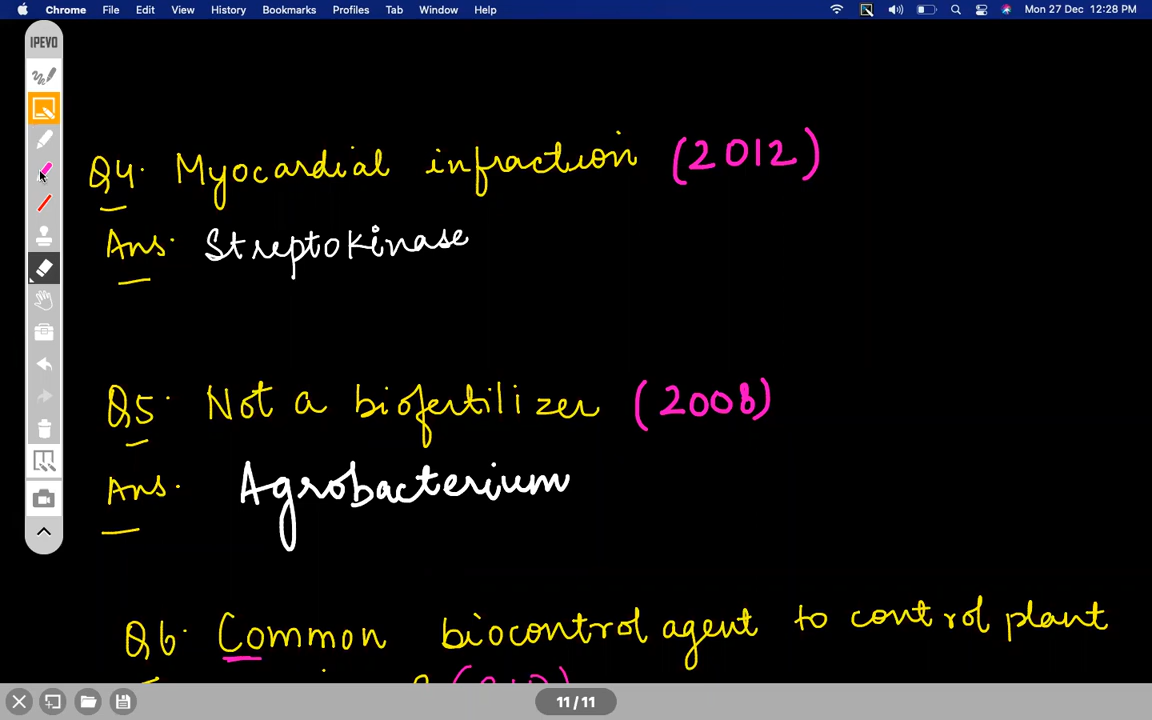 Chrome File Edit View History Bookmarks Profiles Tab Window Help Mon 27 Dec 12:28 PM
IPEVO
Q4. Myocardial infraction (2012)
Ans. Streptokinase
Q5. Not a biofertilizer (2008)
Ans. Agrobacterium
Q6. Common biocontrol agent to control plant
11/11